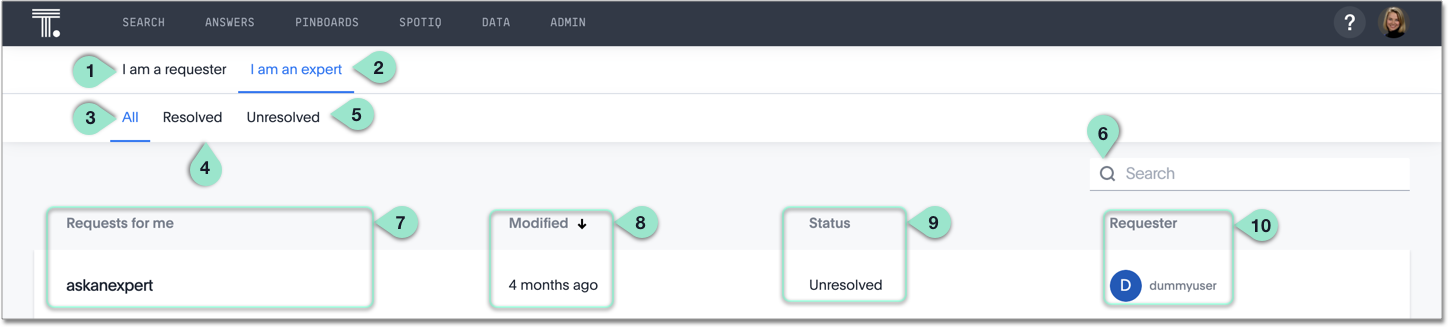 T. SEARCH ANSWERS PINBOARDS SPOTIQ DATA ADMIN ?
1 I am a requester I am an expert 2
3 All Resolved Unresolved 5
4
6
Search
Requests for me 7 Modified ↓ 8 Status 9 Requester 10
askanexpert 4 months ago Unresolved D dummyuser